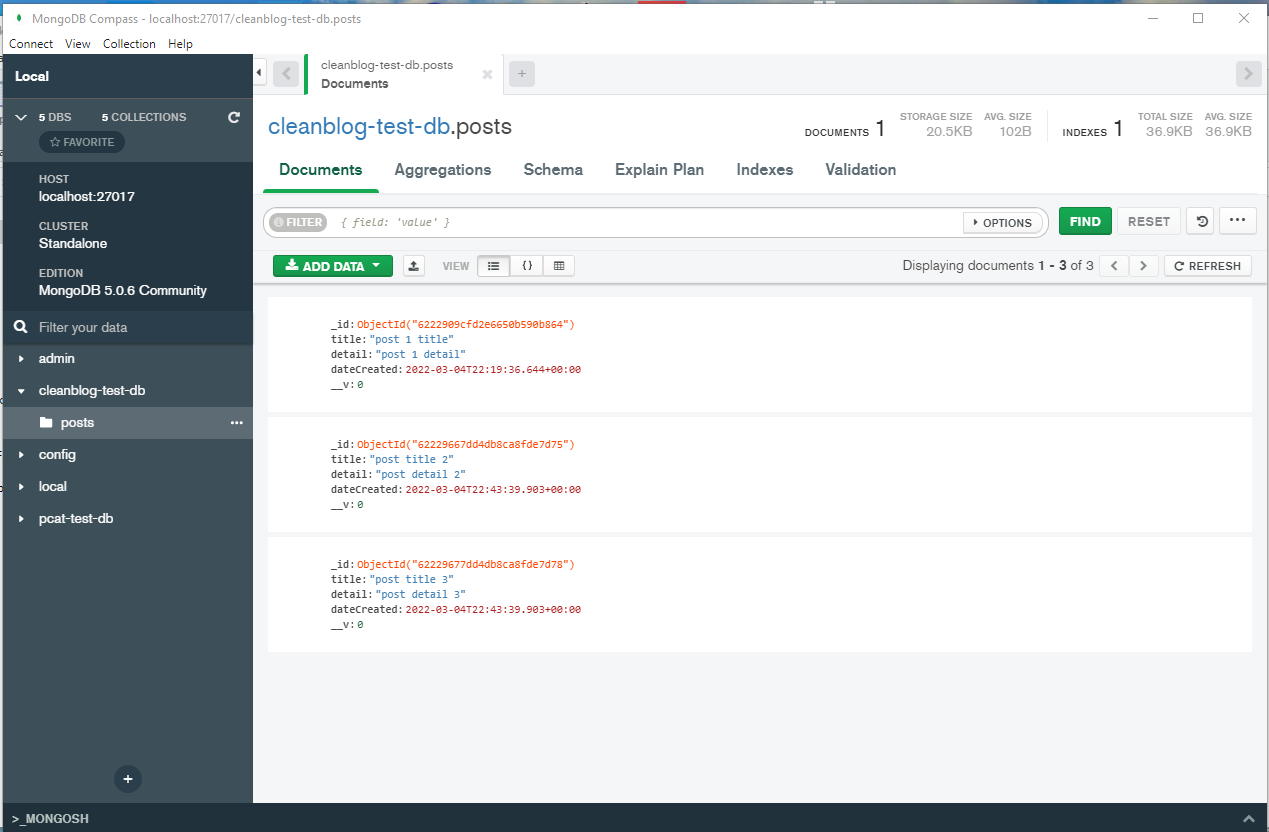 MongoDB Compass - localhost:27017/cleanblog-test-db.posts
Connect View Collection Help
Local
5 DBS 5 COLLECTIONS
FAVORITE
HOST
localhost:27017
CLUSTER
Standalone
EDITION
MongoDB 5.0.6 Community
Filter your data
admin
cleanblog-test-db
posts
config
local
pcat-test-db
>_MONGOSH
cleanblog-test-db.posts
Documents
cleanblog-test-db.posts
DOCUMENTS 1
STORAGE SIZE
20.5KB
AVG. SIZE
102B
INDEXES 1
TOTAL SIZE
36.9KB
AVG. SIZE
36.9KB
Documents Aggregations Schema Explain Plan Indexes Validation
FILTER { field: 'value' } OPTIONS FIND RESET
ADD DATA VIEW { } Displaying documents 1 - 3 of 3 REFRESH
_id: ObjectId("6222909cfd2e6650b590b864")
title: "post 1 title"
detail: "post 1 detail"
dateCreated: 2022-03-04T22:19:36.644+00:00
__v: 0
_id: ObjectId("62229667dd4db8ca8fde7d75")
title: "post title 2"
detail: "post detail 2"
dateCreated: 2022-03-04T22:43:39.903+00:00
__v: 0
_id: ObjectId("62229677dd4db8ca8fde7d78")
title: "post title 3"
detail: "post detail 3"
dateCreated: 2022-03-04T22:43:39.903+00:00
__v: 0